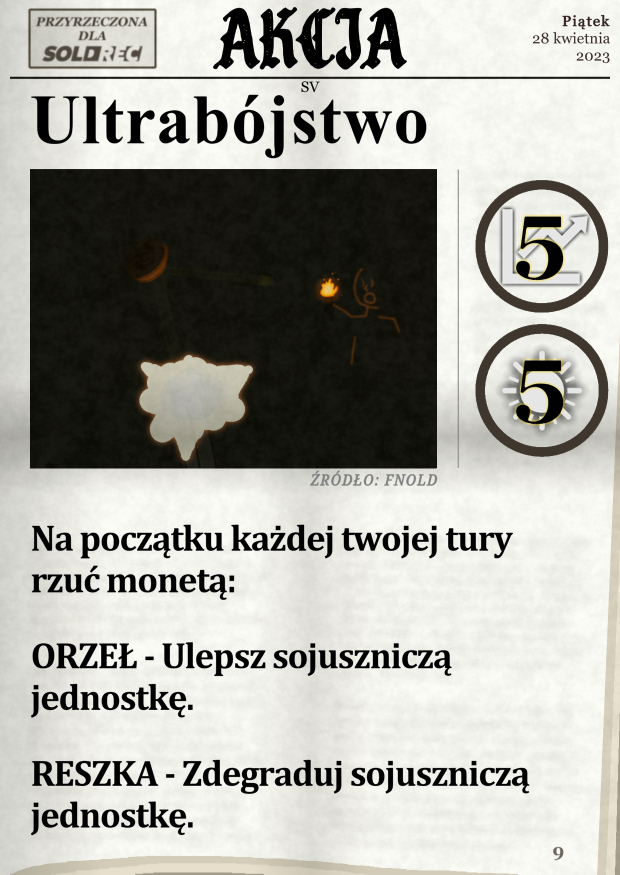 PRZYRZECZONA
DLA
SOLDREC
AKCJA
Piątek
28 kwietnia
2023
SV
Ultrabójstwo
5
5
ŹRÓDŁO: FNOLD
Na początku każdej twojej tury
rzuć monetą:
ORZEŁ - Ulepsz sojuszniczą
jednostkę.
RESZKA - Zdegraduj sojuszniczą
jednostkę.
9